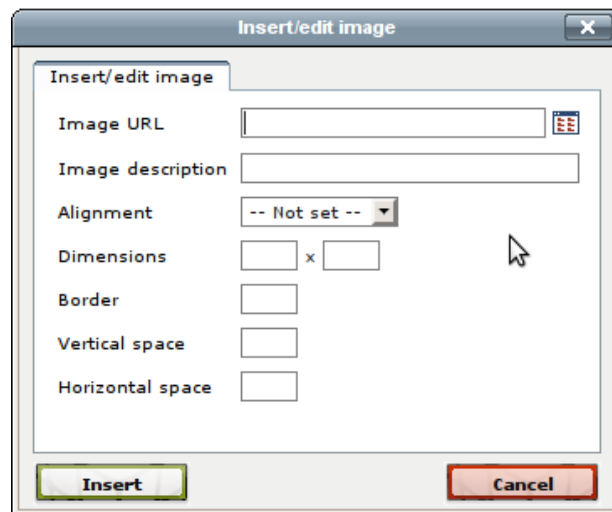 Insert/edit image
Insert/edit image
Image URL
Image description
Alignment -- Not set --
Dimensions x
Border
Vertical space
Horizontal space
Insert Cancel